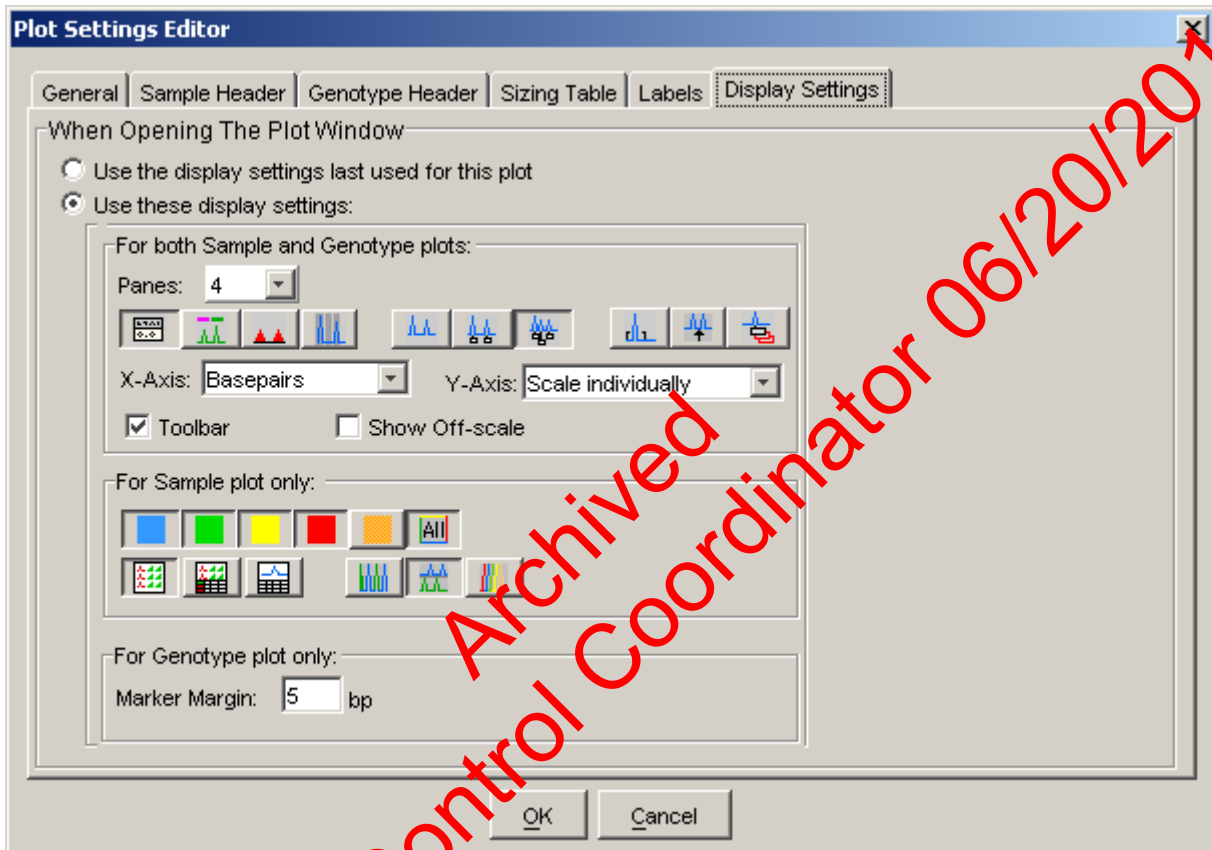 Plot Settings Editor
General Sample Header Genotype Header Sizing Table Labels Display Settings
When Opening The Plot Window
Use the display settings last used for this plot
Use these display settings:
For both Sample and Genotype plots:
Panes: 4
X-Axis: Basepairs Y-Axis: Scale individually
Toolbar Show Off-scale
For Sample plot only:
All
For Genotype plot only:
Marker Margin: 5 bp
OK Cancel
Archived
Control Coordinator 06/20/201